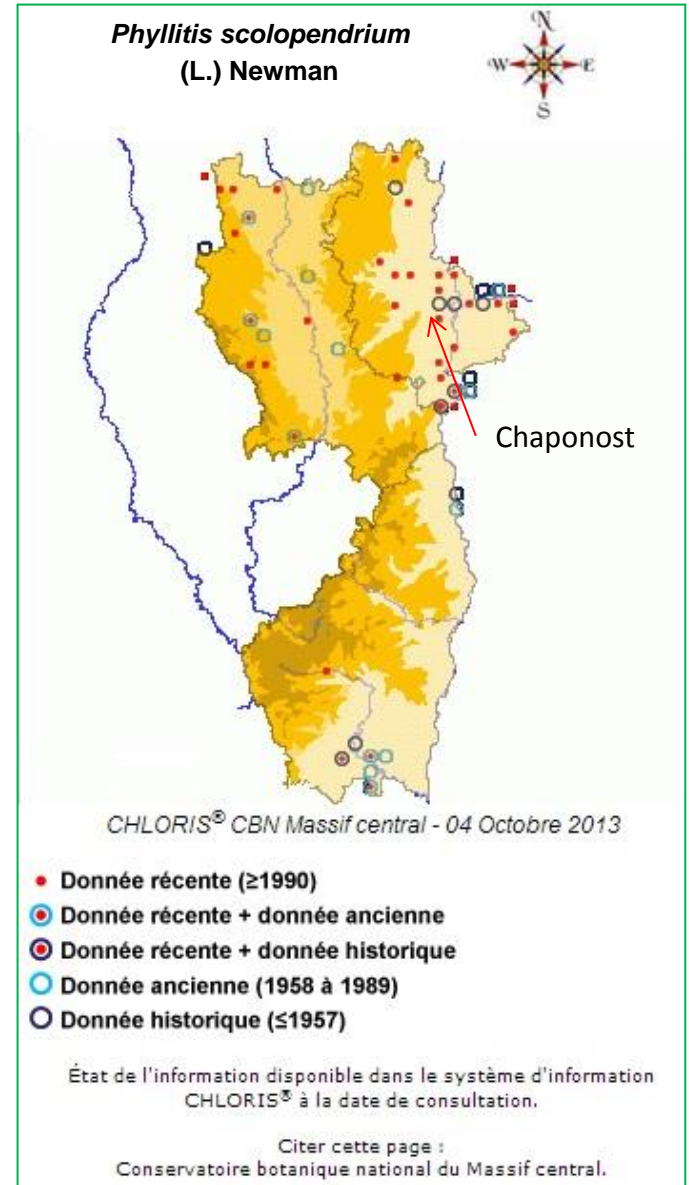 Phyllitis scolopendrium
(L.) Newman
N
W E
S
Chaponost
CHLORIS® CBN Massif central - 04 Octobre 2013
Donnée récente (≥1990)
Donnée récente + donnée ancienne
Donnée récente + donnée historique
Donnée ancienne (1958 à 1989)
Donnée historique (≤1957)
État de l'information disponible dans le système d'information
CHLORIS® à la date de consultation.
Citer cette page :
Conservatoire botanique national du Massif central.